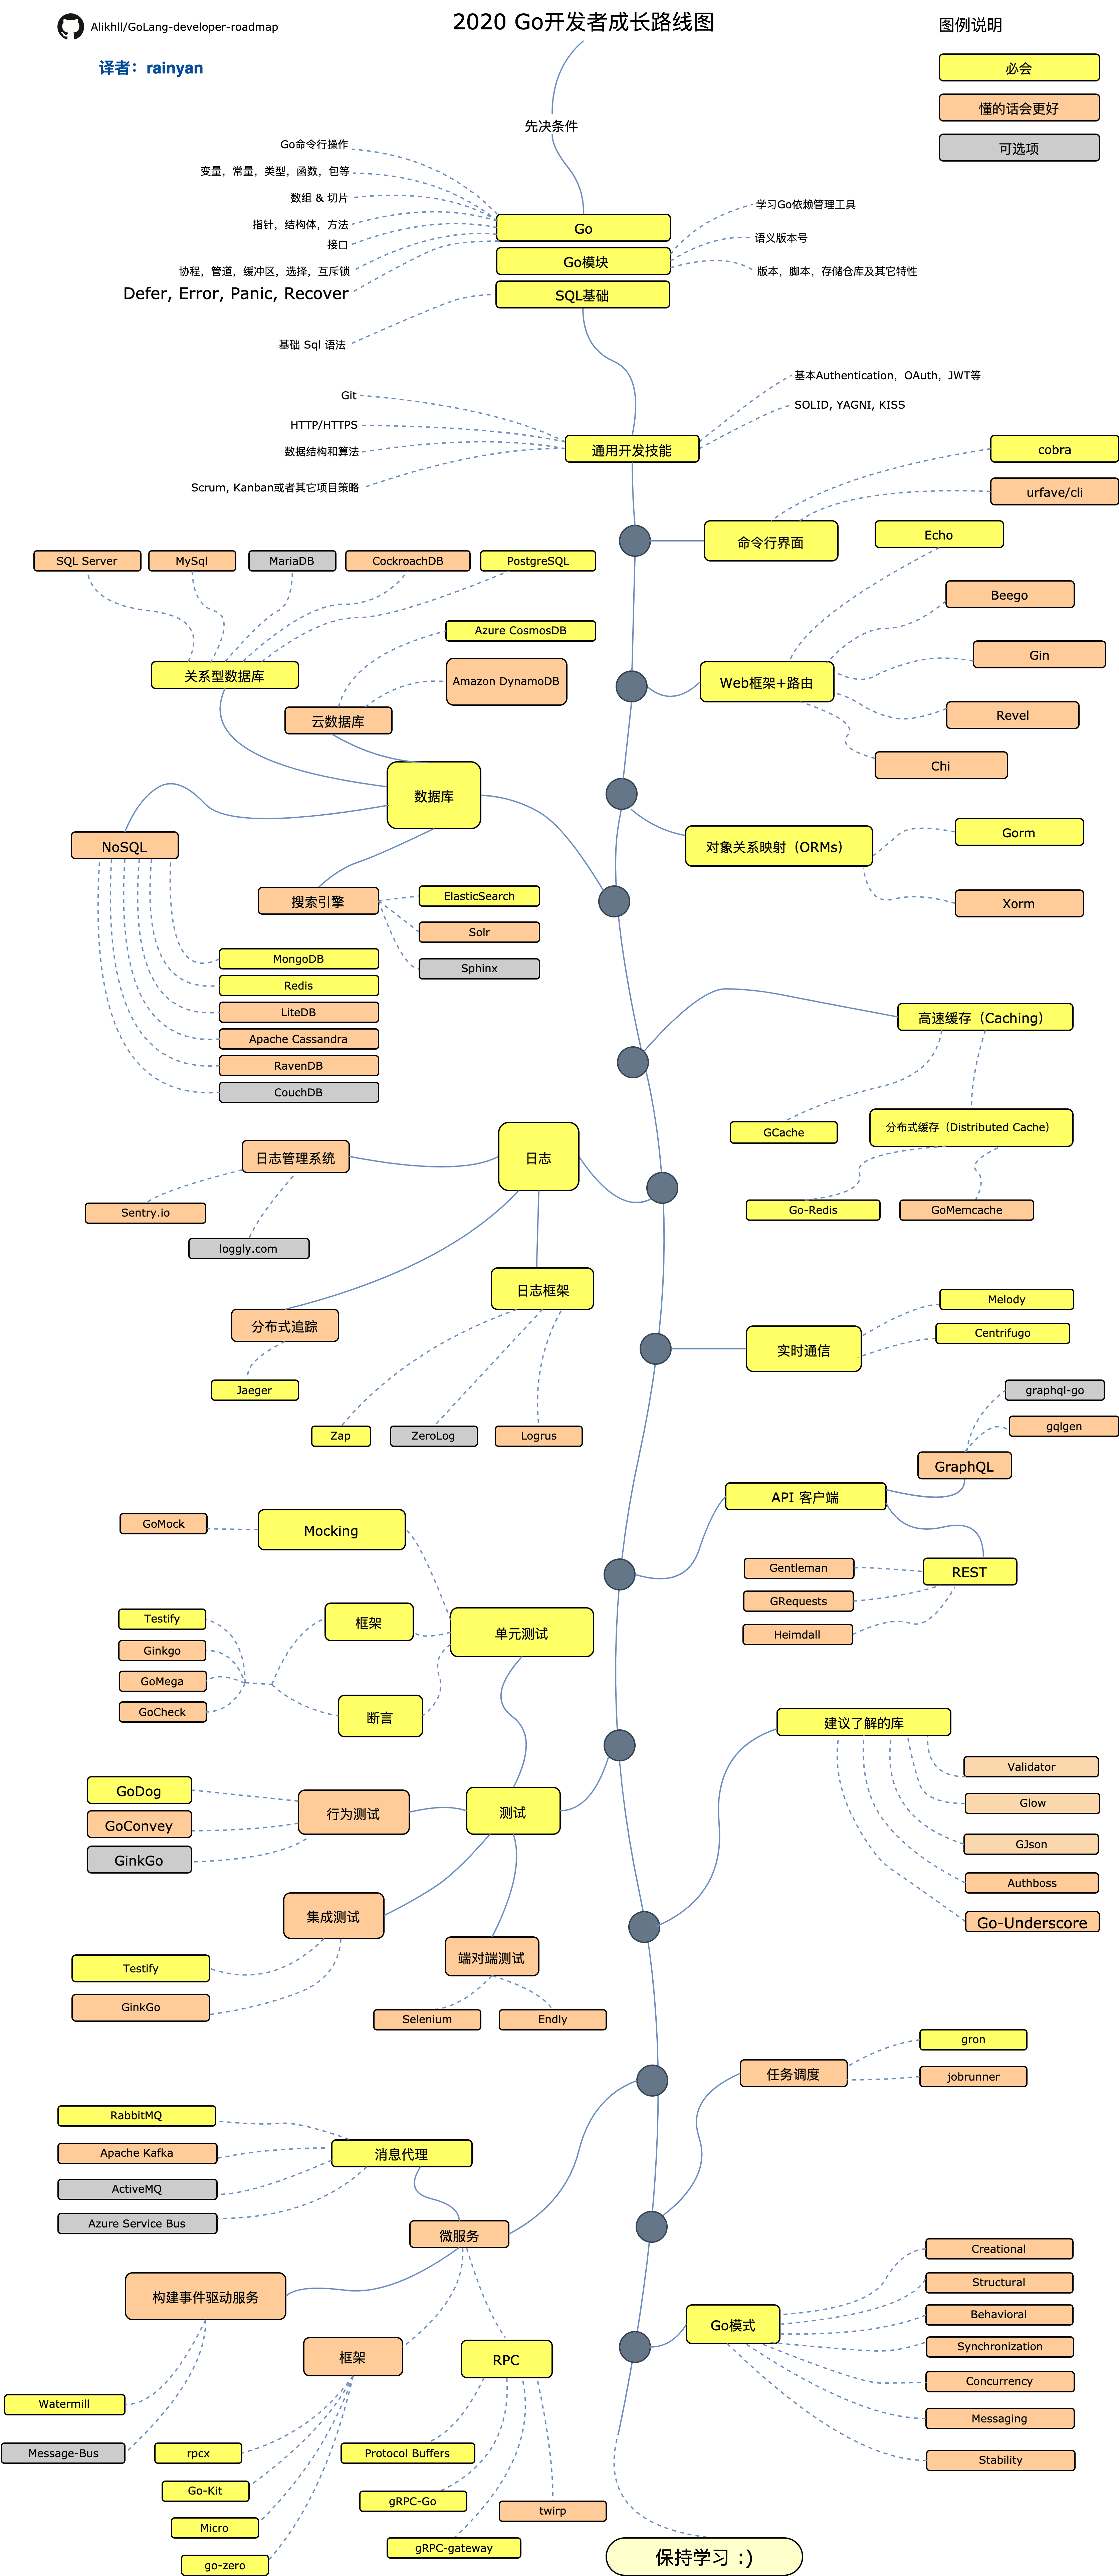 Alikhll/GoLang-developer-roadmap
2020 Go开发者成长路线图
图例说明
译者：rainyan
必会
懂的话会更好
可选项
先决条件
Go命令行操作
变量，常量，类型，函数，包等
数组 & 切片
指针，结构体，方法
接口
协程，管道，缓冲区，选择，互斥锁
Defer, Error, Panic, Recover
Go
Go模块
SQL基础
学习Go依赖管理工具
语义版本号
版本，脚本，存储仓库及其它特性
基础 Sql 语法
Git
HTTP/HTTPS
数据结构和算法
Scrum, Kanban或者其它项目策略
通用开发技能
基本Authentication，OAuth，JWT等
SOLID, YAGNI, KISS
命令行界面
cobra
urfave/cli
Web框架+路由
Echo
Beego
Gin
Revel
Chi
SQL Server
MySql
MariaDB
CockroachDB
PostgreSQL
关系型数据库
Azure CosmosDB
Amazon DynamoDB
云数据库
数据库
NoSQL
搜索引擎
ElasticSearch
Solr
Sphinx
MongoDB
Redis
LiteDB
Apache Cassandra
RavenDB
CouchDB
对象关系映射（ORMs）
Gorm
Xorm
高速缓存（Caching）
GCache
分布式缓存（Distributed Cache）
Go-Redis
GoMemcache
日志
日志管理系统
Sentry.io
loggly.com
日志框架
分布式追踪
Jaeger
Zap
ZeroLog
Logrus
实时通信
Melody
Centrifugo
graphql-go
gqlgen
GraphQL
API 客户端
REST
Gentleman
GRequests
Heimdall
GoMock
Mocking
Testify
Ginkgo
GoMega
GoCheck
框架
断言
单元测试
测试
行为测试
GoDog
GoConvey
GinkGo
集成测试
Testify
GinkGo
端对端测试
Selenium
Endly
建议了解的库
Validator
Glow
GJson
Authboss
Go-Underscore
任务调度
gron
jobrunner
RabbitMQ
Apache Kafka
ActiveMQ
Azure Service Bus
消息代理
微服务
构建事件驱动服务
Watermill
Message-Bus
框架
rpcx
Go-Kit
Micro
go-zero
RPC
Protocol Buffers
gRPC-Go
gRPC-gateway
twirp
Go模式
Creational
Structural
Behavioral
Synchronization
Concurrency
Messaging
Stability
保持学习 :)